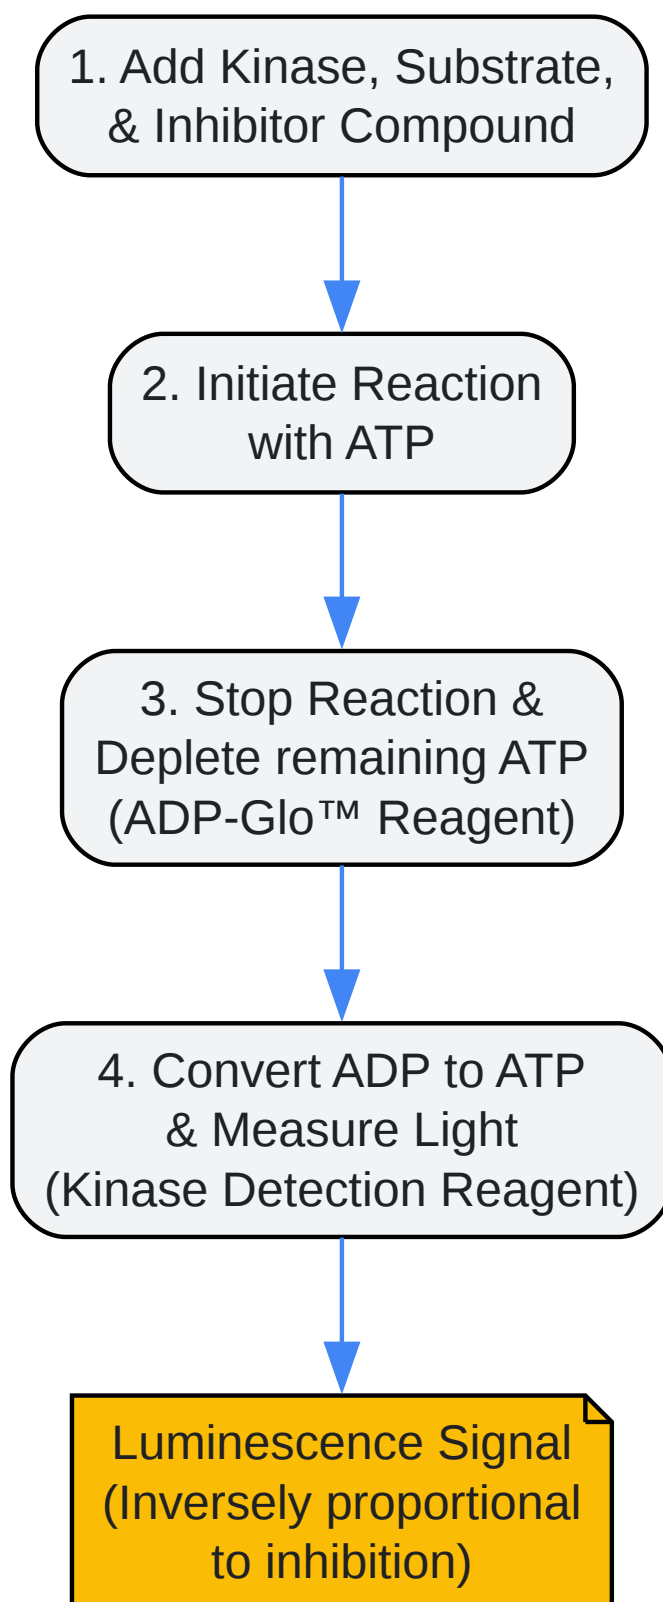 1. Add Kinase, Substrate,
& Inhibitor Compound
2. Initiate Reaction
with ATP
3. Stop Reaction &
Deplete remaining ATP
(ADP-Glo™ Reagent)
4. Convert ADP to ATP
& Measure Light
(Kinase Detection Reagent)
Luminescence Signal
(Inversely proportional
to inhibition)